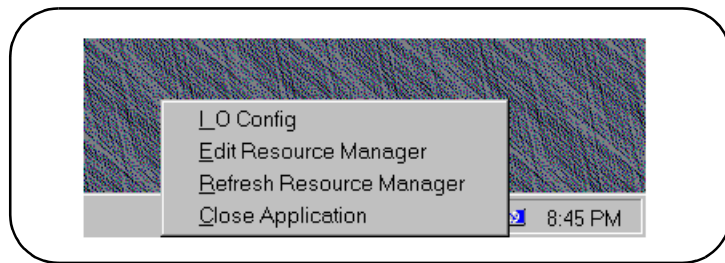 I_O Config
Edit Resource Manager
Refresh Resource Manager
Close Application
8:45 PM